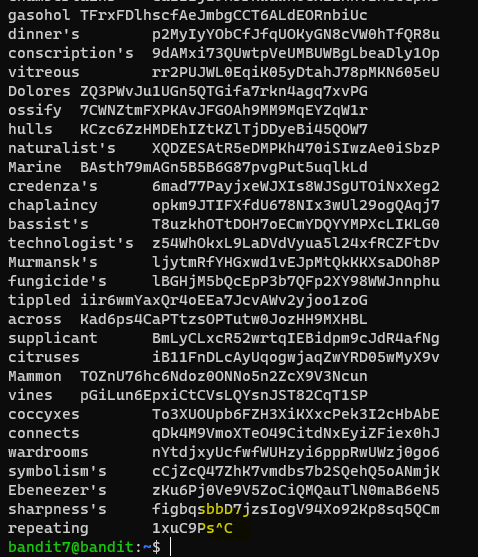 gasohol TFrxFDlhscfAeJmbgCCT6ALdEORnbiUc
dinner's p2MyIyYObCfJfqUOKyGN8cVW0hTfQR8u
conscription's 9dAMxi73QUwtpVeUMBUWBgLbeaDly1Op
vitreous rr2PUJWL0EqiK05yDtahJ78pMKN605eU
Dolores ZQ3PWvJu1UGn5QTGifa7rkn4agq7xvPG
ossify 7CWNZtmFXPKAvJFGOAh9MM9MqEYZqW1r
hulls KCzc6ZzHMDEhIZtKZlTjDDyeBi45QOW7
naturalist's XQDZESAtR5eDMPKh470iSIwzAe0iSbzP
Marine BAsth79mAGn5B5B6G87pvgPut5uqlkLd
credenza's 6mad77PayjxeWJXIs8WJSgUTOiNxXeg2
chaplaincy opkm9JTIFXfdU678NIx3wUl29ogQAqj7
bassist's T8uzkhOTtDOH7oECmYDQYYMPXcLIKLG0
technologist's z54WhOkxL9LaDVdVyua5l24xfRCZFtDv
Murmansk's ljytmRfYHGxwd1vEJpMtQkKKXsaDOh8P
fungicide's lBGHjM5bQcEpP3b7QFp2XY98WWJnnphu
tippled iir6wmYaxQr4oEEa7JcvAWv2yjoo1zoG
across Kad6ps4CaPTtzsOPTutw0JozHH9MXHBL
supplicant BmLyCLxcR52wrtqIEBidpm9cJdR4afNg
citruses iB11FnDLcAyUqogwjaqZwYRD05wMyX9v
Mammon TOZnU76hc6Ndoz0ONNo5n2ZcX9V3Ncun
vines pGiLun6EpxiCtCVsLQYsnJST82CqT1SP
coccyxes To3XUOUpb6FZH3XiKXxcPek3I2cHbAbE
connects qDk4M9VmoXTeO49CitdNxEyiZFiex0hJ
wardrooms nYtdjxyUcfwfWUHzyi6pppRwUWzj0go6
symbolism's cCjZcQ47ZhK7vmdbs7b2SQehQ5oANmjK
Ebeneezer's zKu6Pj0Ve9V5ZoCiQMQauTlN0maB6eN5
sharpness's figbqsbbD7jzsIogV94Xo92Kp8sq5QCm
repeating 1xuC9Ps^C
bandit7@bandit:~$